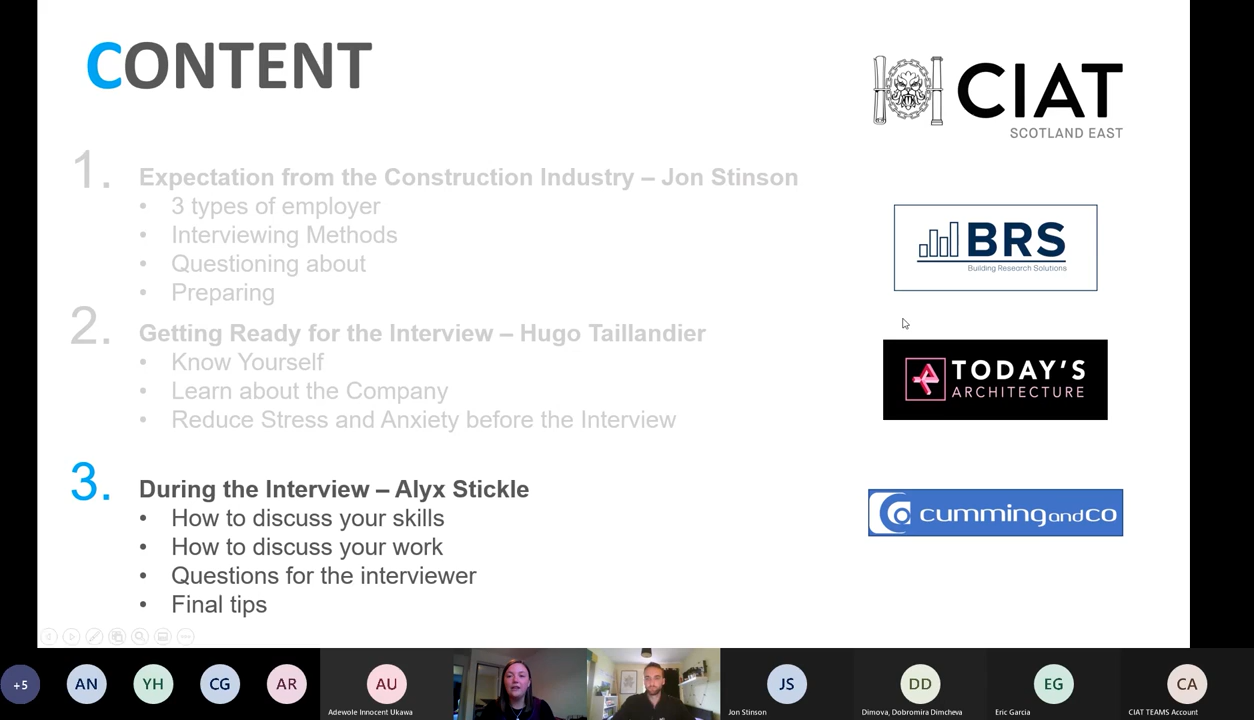 CONTENT
CIAT
SCOTLAND EAST
1. Expectation from the Construction Industry – Jon Stinson
• 3 types of employer
• Interviewing Methods
• Questioning about
• Preparing
BRS
Building Research Solutions
2. Getting Ready for the Interview – Hugo Taillandier
• Know Yourself
• Learn about the Company
• Reduce Stress and Anxiety before the Interview
TODAY'S
ARCHITECTURE
3. During the Interview – Alyx Stickle
• How to discuss your skills
• How to discuss your work
• Questions for the interviewer
• Final tips
cummingandco
+5 AN YH CG AR AU JS DD EG CA
Adewole Innocent Ukawa Jon Stinson Dimova, Dobromira Dimcheva Eric Garcia CIAT TEAMS Account